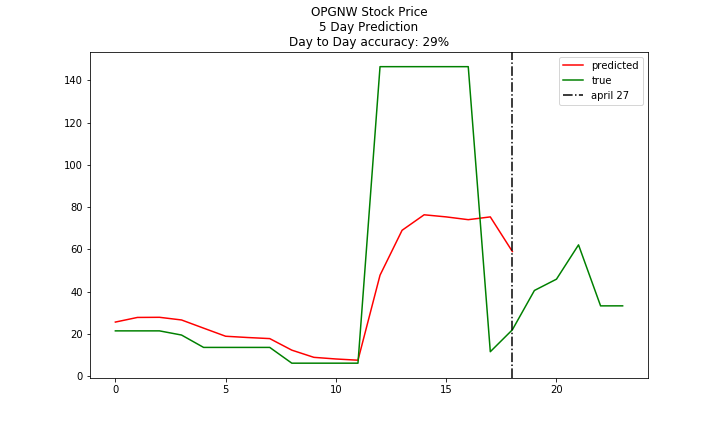 OPGNW Stock Price
5 Day Prediction
Day to Day accuracy: 29%
predicted
true
april 27
140
120
100
80
60
40
20
0
0
5
10
15
20